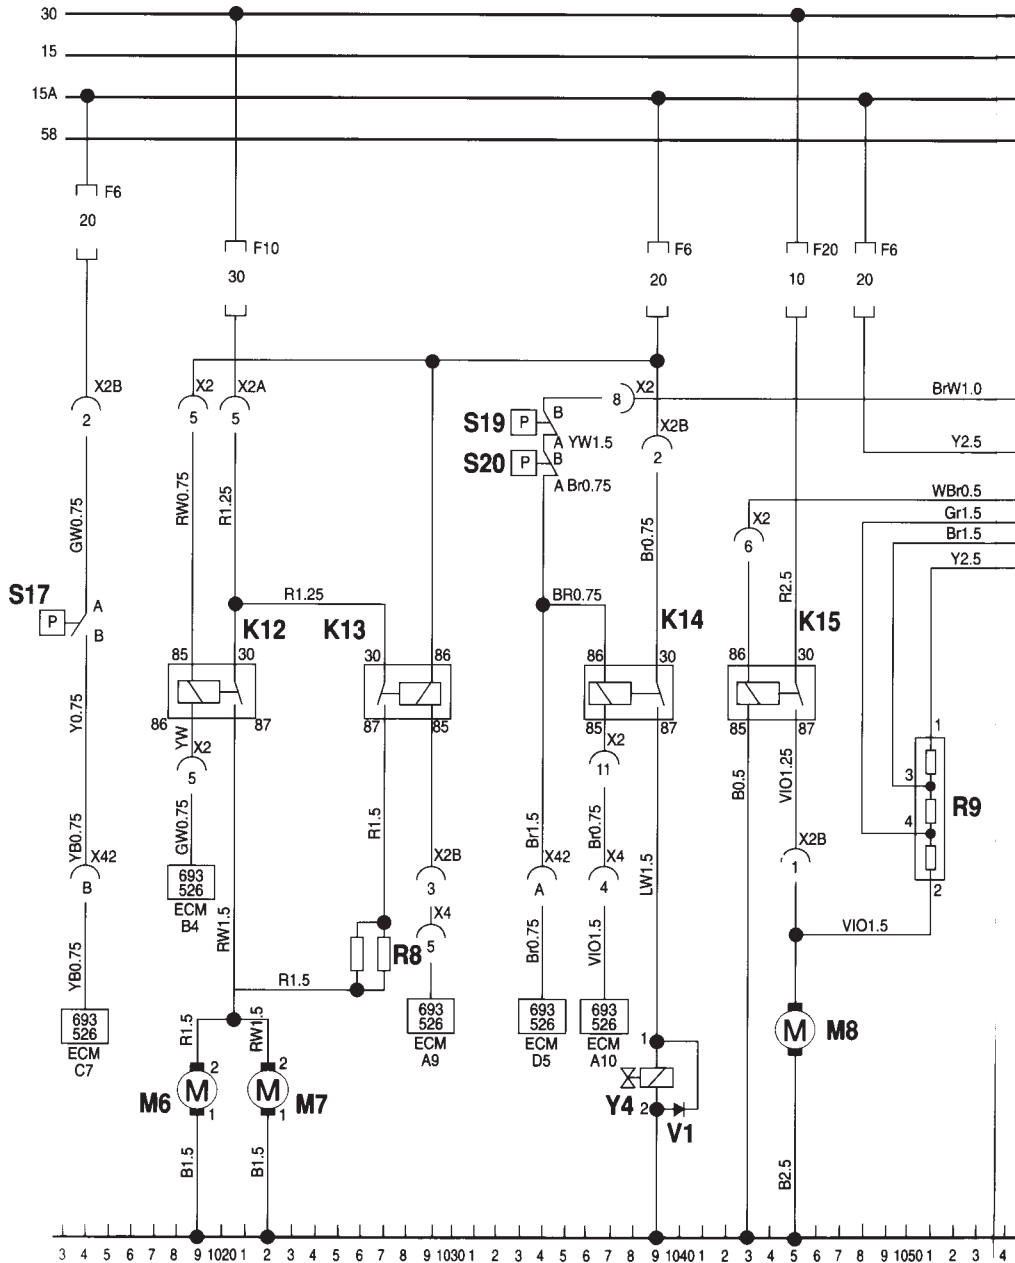 30
15
15A
58
F6
20
F10
30
F6
20
F20
10
F6
20
X2B
2
X2
5
X2A
5
X2
8
BrW1.0
S19
P
B
A
YW1.5
X2B
2
S20
P
B
A
Br0.75
Y2.5
WBr0.5
Gr1.5
Br1.5
Y2.5
X2
6
GW0.75
RW0.75
R1.25
Br0.75
R2.5
S17
P
A
B
R1.25
BR0.75
K12
K13
K14
K15
85
30
30
86
86
30
86
30
86
87
87
85
85
87
85
87
Y0.75
YW
X2
5
X2
11
B0.5
VIO1.25
1
3
4
2
R9
GW0.75
R1.5
Br1.5
Br0.75
LW1.5
YB0.75
X42
B
693
526
ECM
B4
X2B
3
X42
A
X4
4
X2B
1
RW1.5
X4
5
R8
Br0.75
VIO1.5
VIO1.5
YB0.75
R1.5
693
526
ECM
C7
693
526
ECM
A9
693
526
ECM
D5
693
526
ECM
A10
R1.5
RW1.5
M6
M
2
1
M
2
1
M7
1
2
Y4
V1
M
M8
B1.5
B1.5
B2.5
3 4 5 6 7 8 9 1020 1 2 3 4 5 6 7 8 9 1030 1 2 3 4 5 6 7 8 9 1040 1 2 3 4 5 6 7 8 9 1050 1 2 3 4